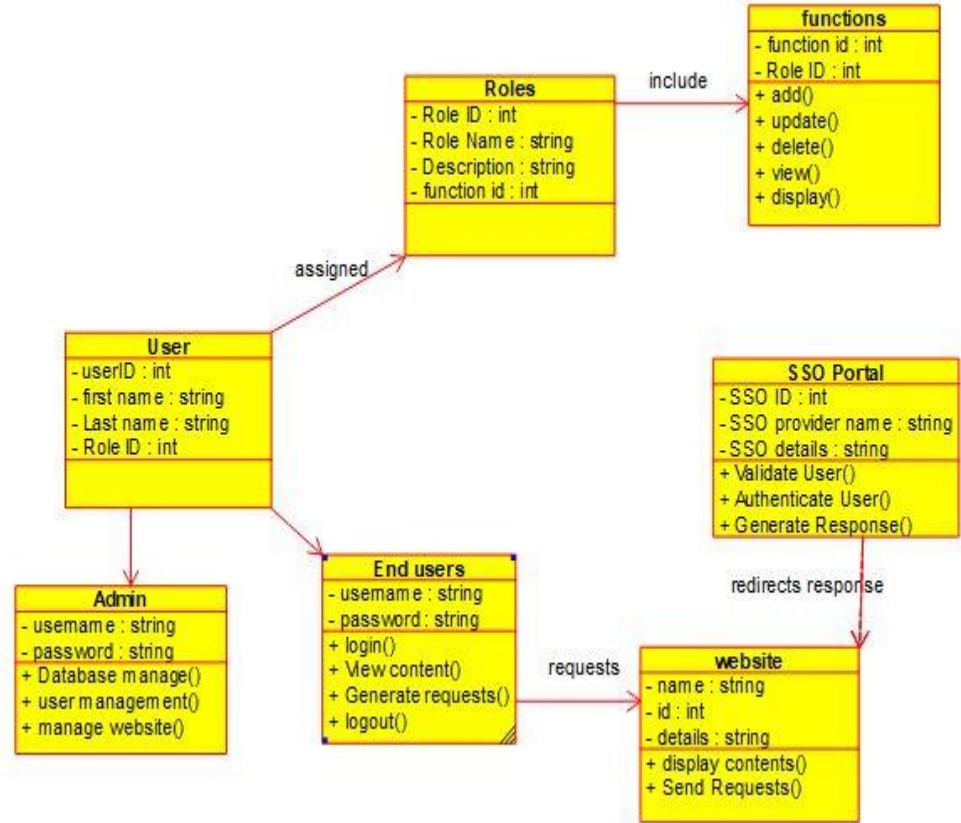 functions
- function id : int
- Role ID : int
+ add()
+ update()
+ delete()
+ view()
+ display()
include
Roles
- Role ID : int
- Role Name : string
- Description : string
- function id : int
assigned
User
- userID : int
- first name : string
- Last name : string
- Role ID : int
SSO Portal
- SSO ID : int
- SSO provider name : string
- SSO details : string
+ Validate User()
+ Authenticate User()
+ Generate Response()
redirects response
Admin
- username : string
- password : string
+ Database manage()
+ user management()
+ manage website()
End users
- username : string
- password : string
+ login()
+ View content()
+ Generate requests()
+ logout()
requests
website
- name : string
- id : int
- details : string
+ display contents()
+ Send Requests()